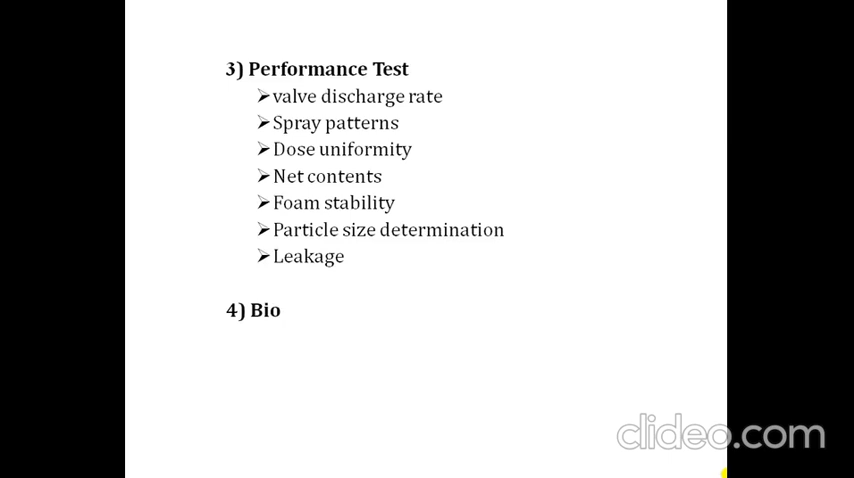 3) Performance Test
➢valve discharge rate
➢Spray patterns
➢Dose uniformity
➢Net contents
➢Foam stability
➢Particle size determination
➢Leakage
4) Bio
clideo.com